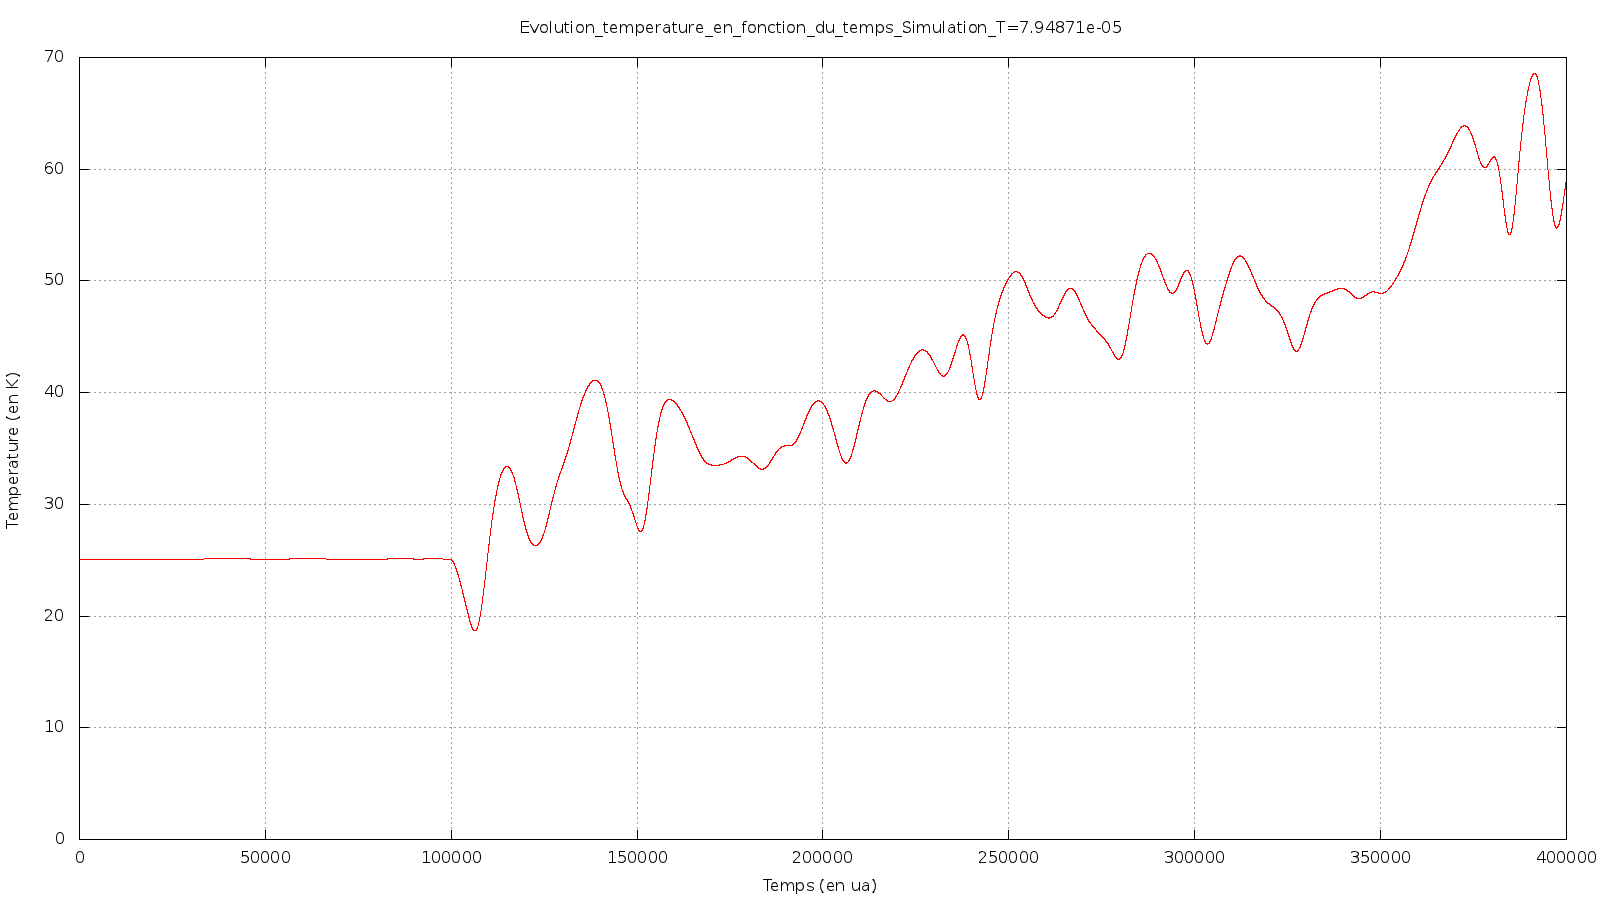 Evolution_temperature_en_fonction_du_temps_Simulation_T=7.94871e-05
70
60
50
40
30
20
10
0
Temperature (en K)
0 50000 100000 150000 200000 250000 300000 350000 400000
Temps (en ua)